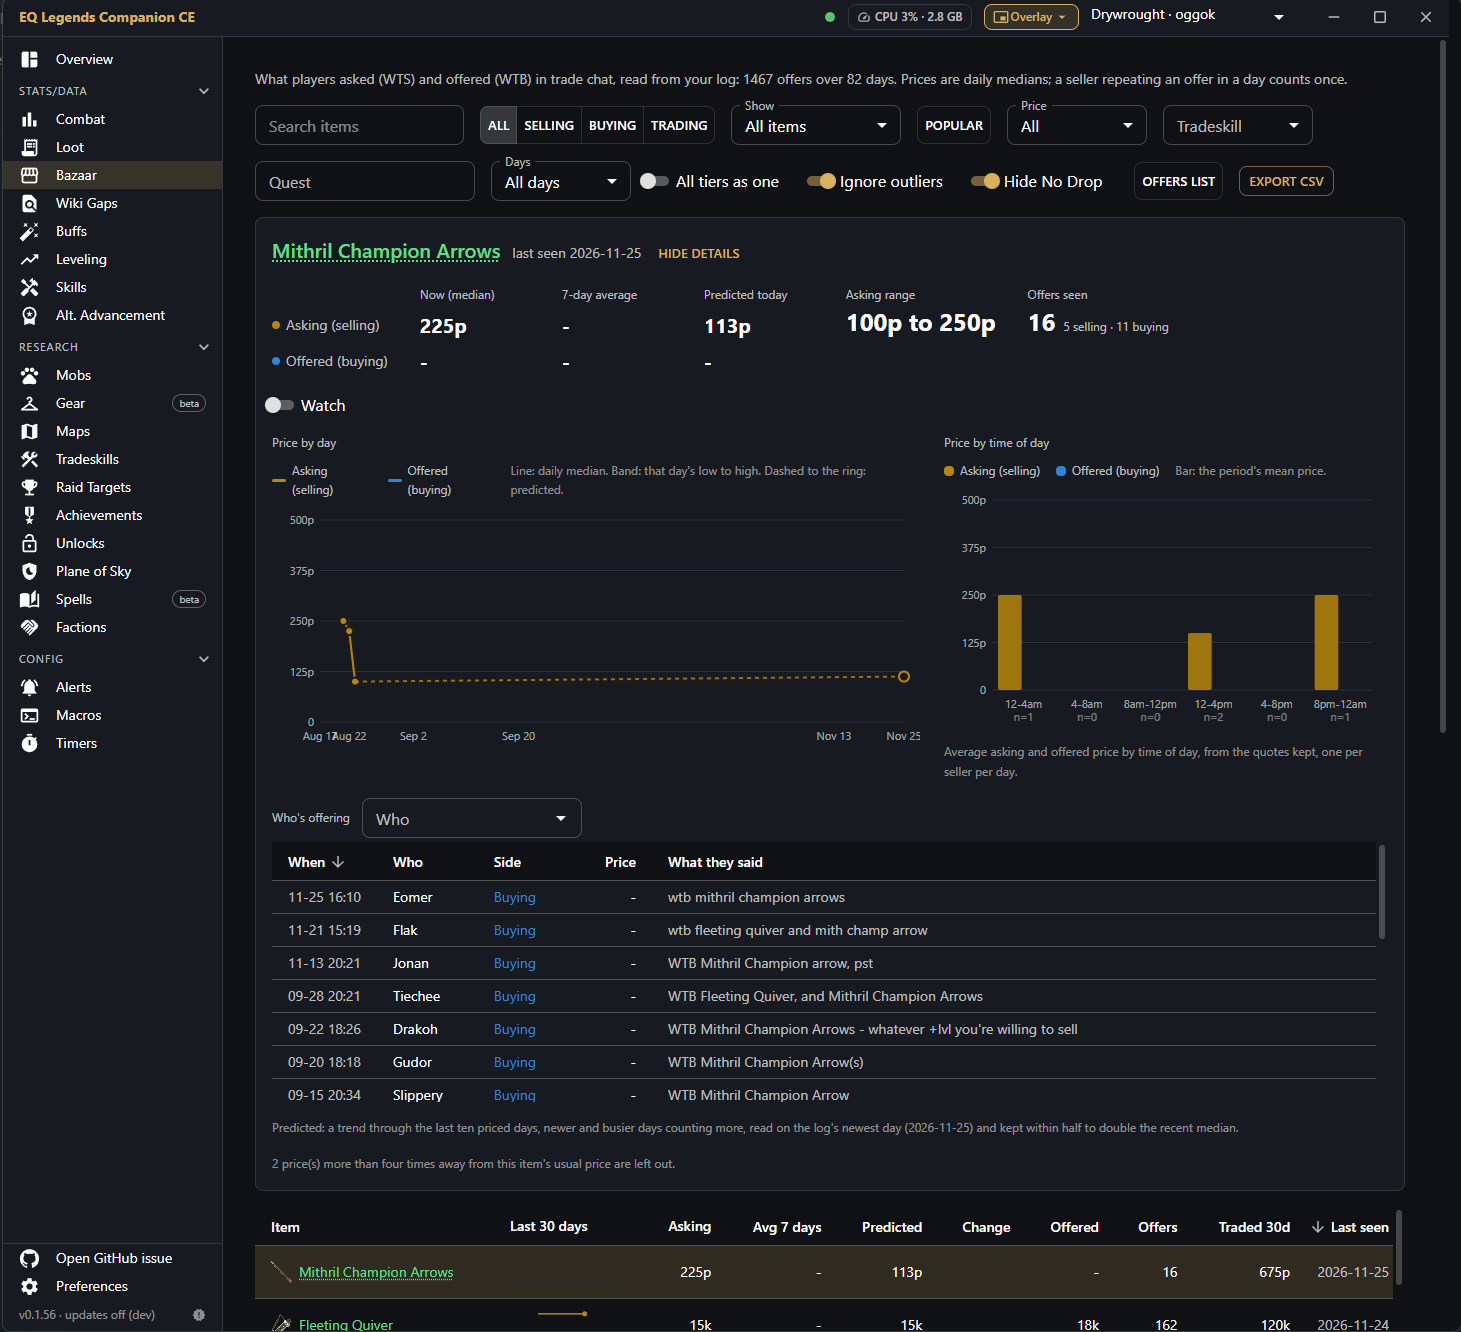 EQ Legends Companion CE
CPU 3% · 2.8 GB
Overlay
Drywrought · oggok
Overview
STATS/DATA
Combat
Loot
Bazaar
Wiki Gaps
Buffs
Leveling
Skills
Alt. Advancement
RESEARCH
Mobs
Gear beta
Maps
Tradeskills
Raid Targets
Achievements
Unlocks
Plane of Sky
Spells beta
Factions
CONFIG
Alerts
Macros
Timers
Open GitHub issue
Preferences
v0.1.56 · updates off (dev)
What players asked (WTS) and offered (WTB) in trade chat, read from your log: 1467 offers over 82 days. Prices are daily medians; a seller repeating an offer in a day counts once.
Search items
ALL SELLING BUYING TRADING
Show
All items
POPULAR
Price
All
Tradeskill
Quest
Days
All days
All tiers as one
Ignore outliers
Hide No Drop
OFFERS LIST
EXPORT CSV
Mithril Champion Arrows last seen 2026-11-25 HIDE DETAILS
Now (median) 7-day average Predicted today Asking range Offers seen
Asking (selling) 225p - 113p 100p to 250p 16 5 selling · 11 buying
Offered (buying) - - -
Watch
Price by day
Asking (selling)
Offered (buying)
Line: daily median. Band: that day's low to high. Dashed to the ring: predicted.
500p
375p
250p
125p
0
Aug 17 Aug 22 Sep 2 Sep 20 Nov 13 Nov 25
Price by time of day
Asking (selling) Offered (buying) Bar: the period's mean price.
500p
375p
250p
125p
0
12-4am 4-8am 8am-12pm 12-4pm 4-8pm 8pm-12am
n=1 n=0 n=0 n=2 n=0 n=1
Average asking and offered price by time of day, from the quotes kept, one per
seller per day.
Who's offering
Who
When Who Side Price What they said
11-25 16:10 Eomer Buying - wtb mithril champion arrows
11-21 15:19 Flak Buying - wtb fleeting quiver and mith champ arrow
11-13 20:21 Jonan Buying - WTB Mithril Champion arrow, pst
09-28 20:21 Tiechee Buying - WTB Fleeting Quiver, and Mithril Champion Arrows
09-22 18:26 Drakoh Buying - WTB Mithril Champion Arrows - whatever +lvl you're willing to sell
09-20 18:18 Gudor Buying - WTB Mithril Champion Arrow(s)
09-15 20:34 Slippery Buying - WTB Mithril Champion Arrow
Predicted: a trend through the last ten priced days, newer and busier days counting more, read on the log's newest day (2026-11-25) and kept within half to double the recent median.
2 price(s) more than four times away from this item's usual price are left out.
Item Last 30 days Asking Avg 7 days Predicted Change Offered Offers Traded 30d Last seen
Mithril Champion Arrows 225p - 113p - 16 675p 2026-11-25
Fleeting Quiver 15k - 15k 18k 162 120k 2026-11-24